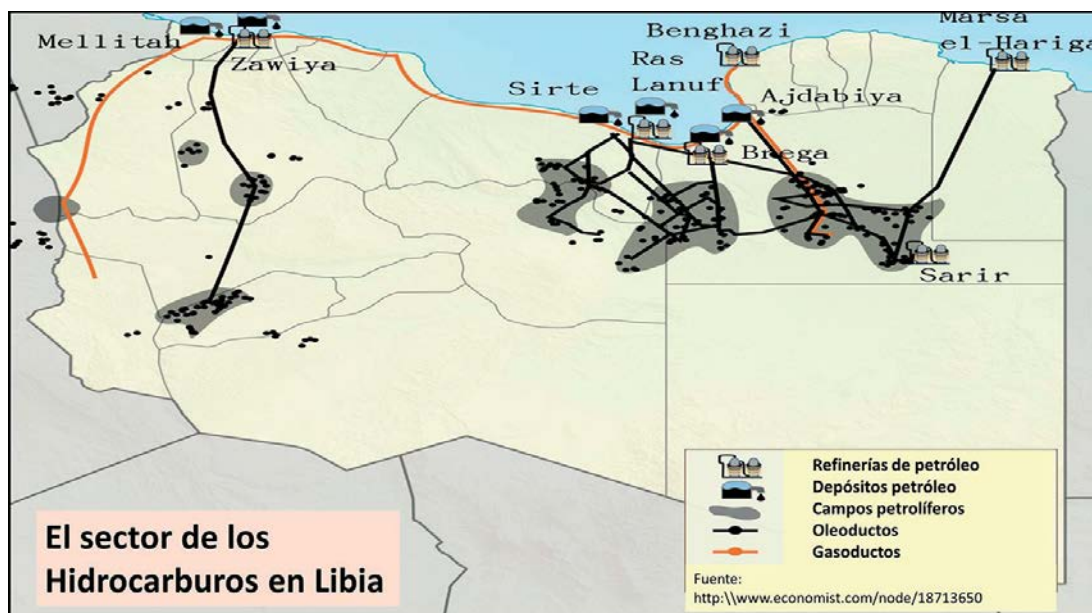 Mellitah
Zawiya
Sirte
Ras
Lanuf
Benghazi
Ajdabiya
Brega
Marsa
el-Hariga
Sarir
El sector de los
Hidrocarburos en Libia
Refinerías de petróleo
Depósitos petróleo
Campos petrolíferos
Oleoductos
Gasoductos
Fuente:
http:\\www.economist.com/node/18713650